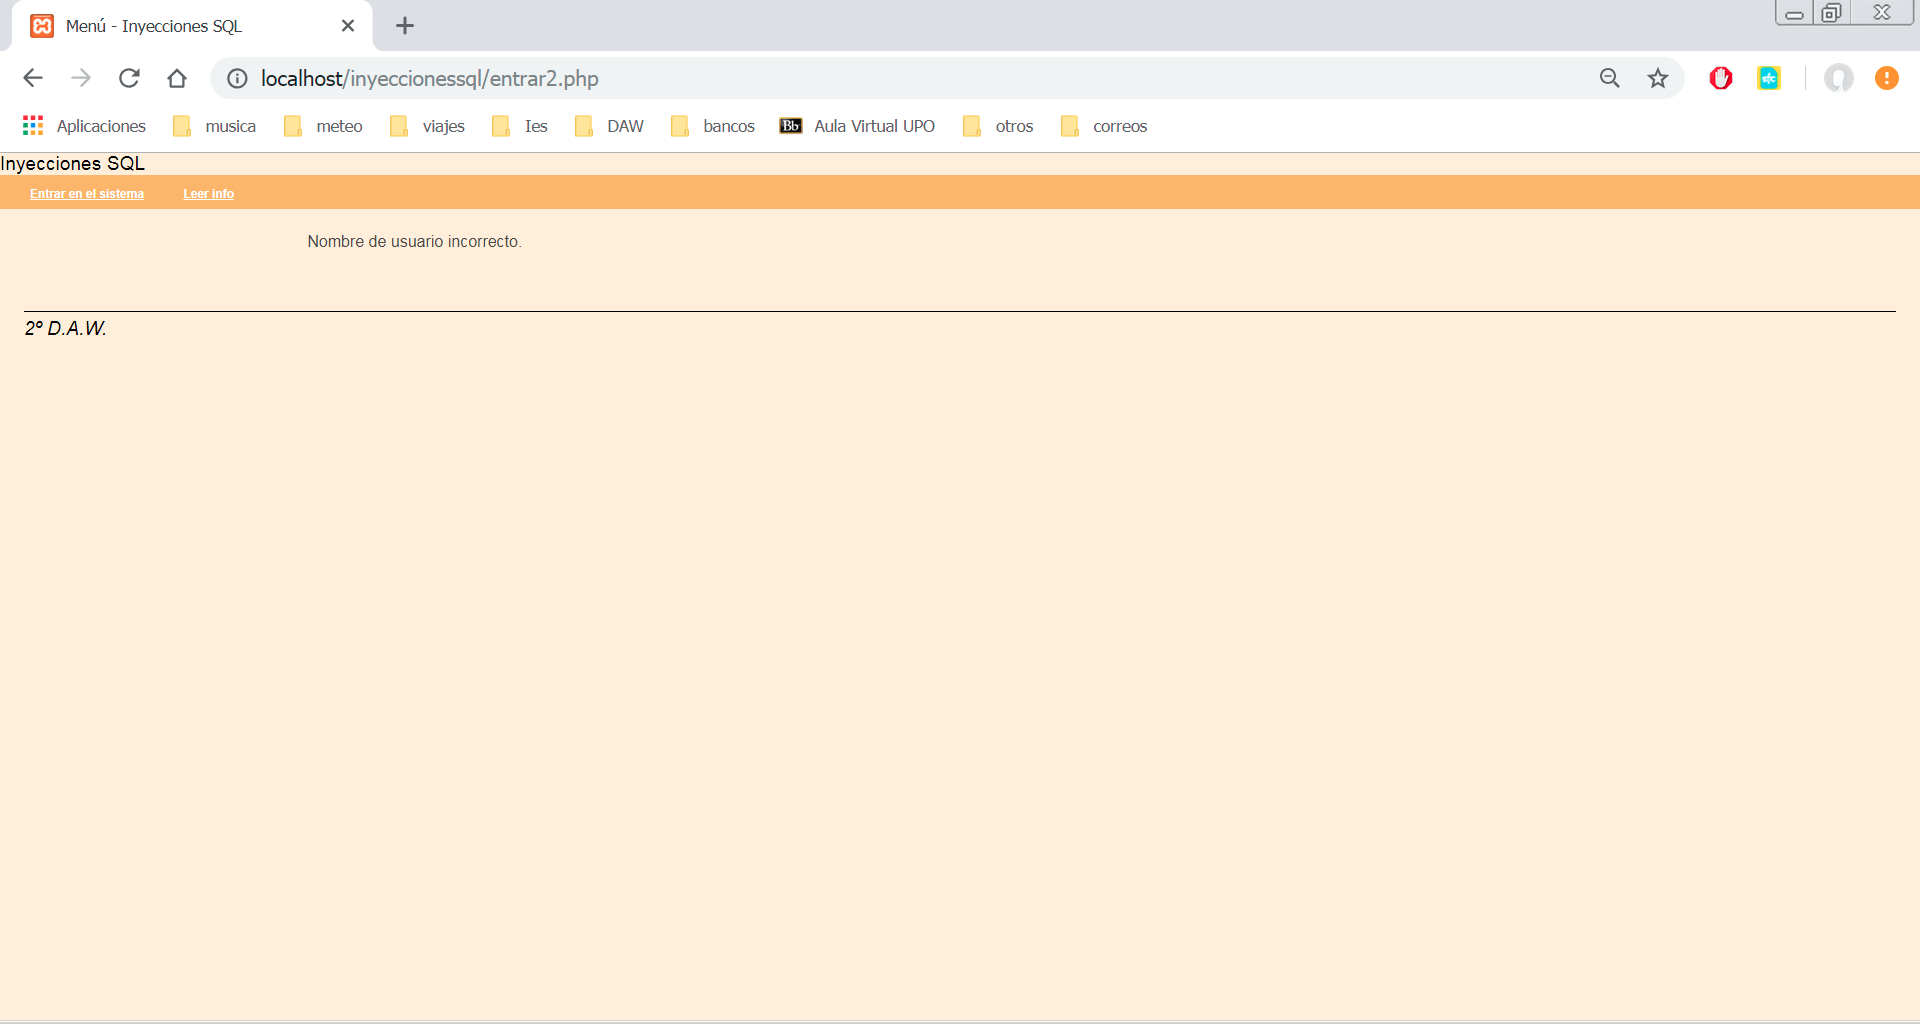 Menú - Inyecciones SQL
localhost/inyeccionessql/entrar2.php
Aplicaciones musica meteo viajes Ies DAW bancos Bb Aula Virtual UPO otros correos
Inyecciones SQL
Entrar en el sistema Leer info
Nombre de usuario incorrecto.
2º D.A.W.